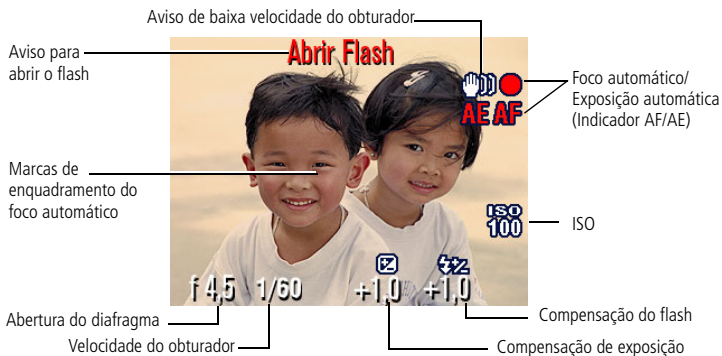 Aviso de baixa velocidade do obturador
Aviso para
abrir o flash
Abrir Flash
Foco automático/
Exposição automática
(Indicador AF/AE)
AE AF
Marcas de
enquadramento do
foco automático
ISO
100
ISO
f 4,5 1/60 +1,0 +1,0
Abertura do diafragma
Compensação do flash
Velocidade do obturador
Compensação de exposição